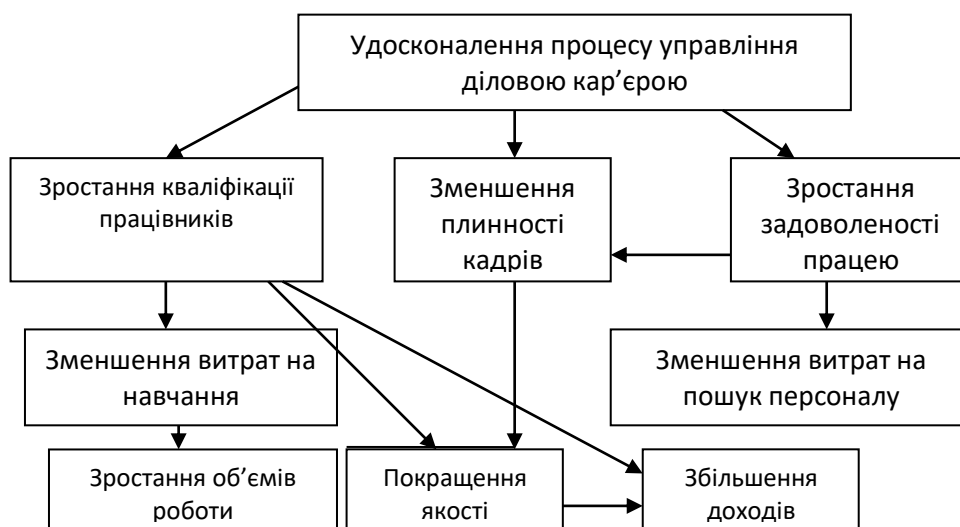 Удосконалення процесу управління
діловою кар’єрою
Зростання кваліфікації
працівників
Зменшення
плинності
кадрів
Зростання
задоволеності
працею
Зменшення витрат на
навчання
Зменшення витрат на
пошук персоналу
Зростання об’ємів
роботи
Покращення
якості
Збільшення
доходів